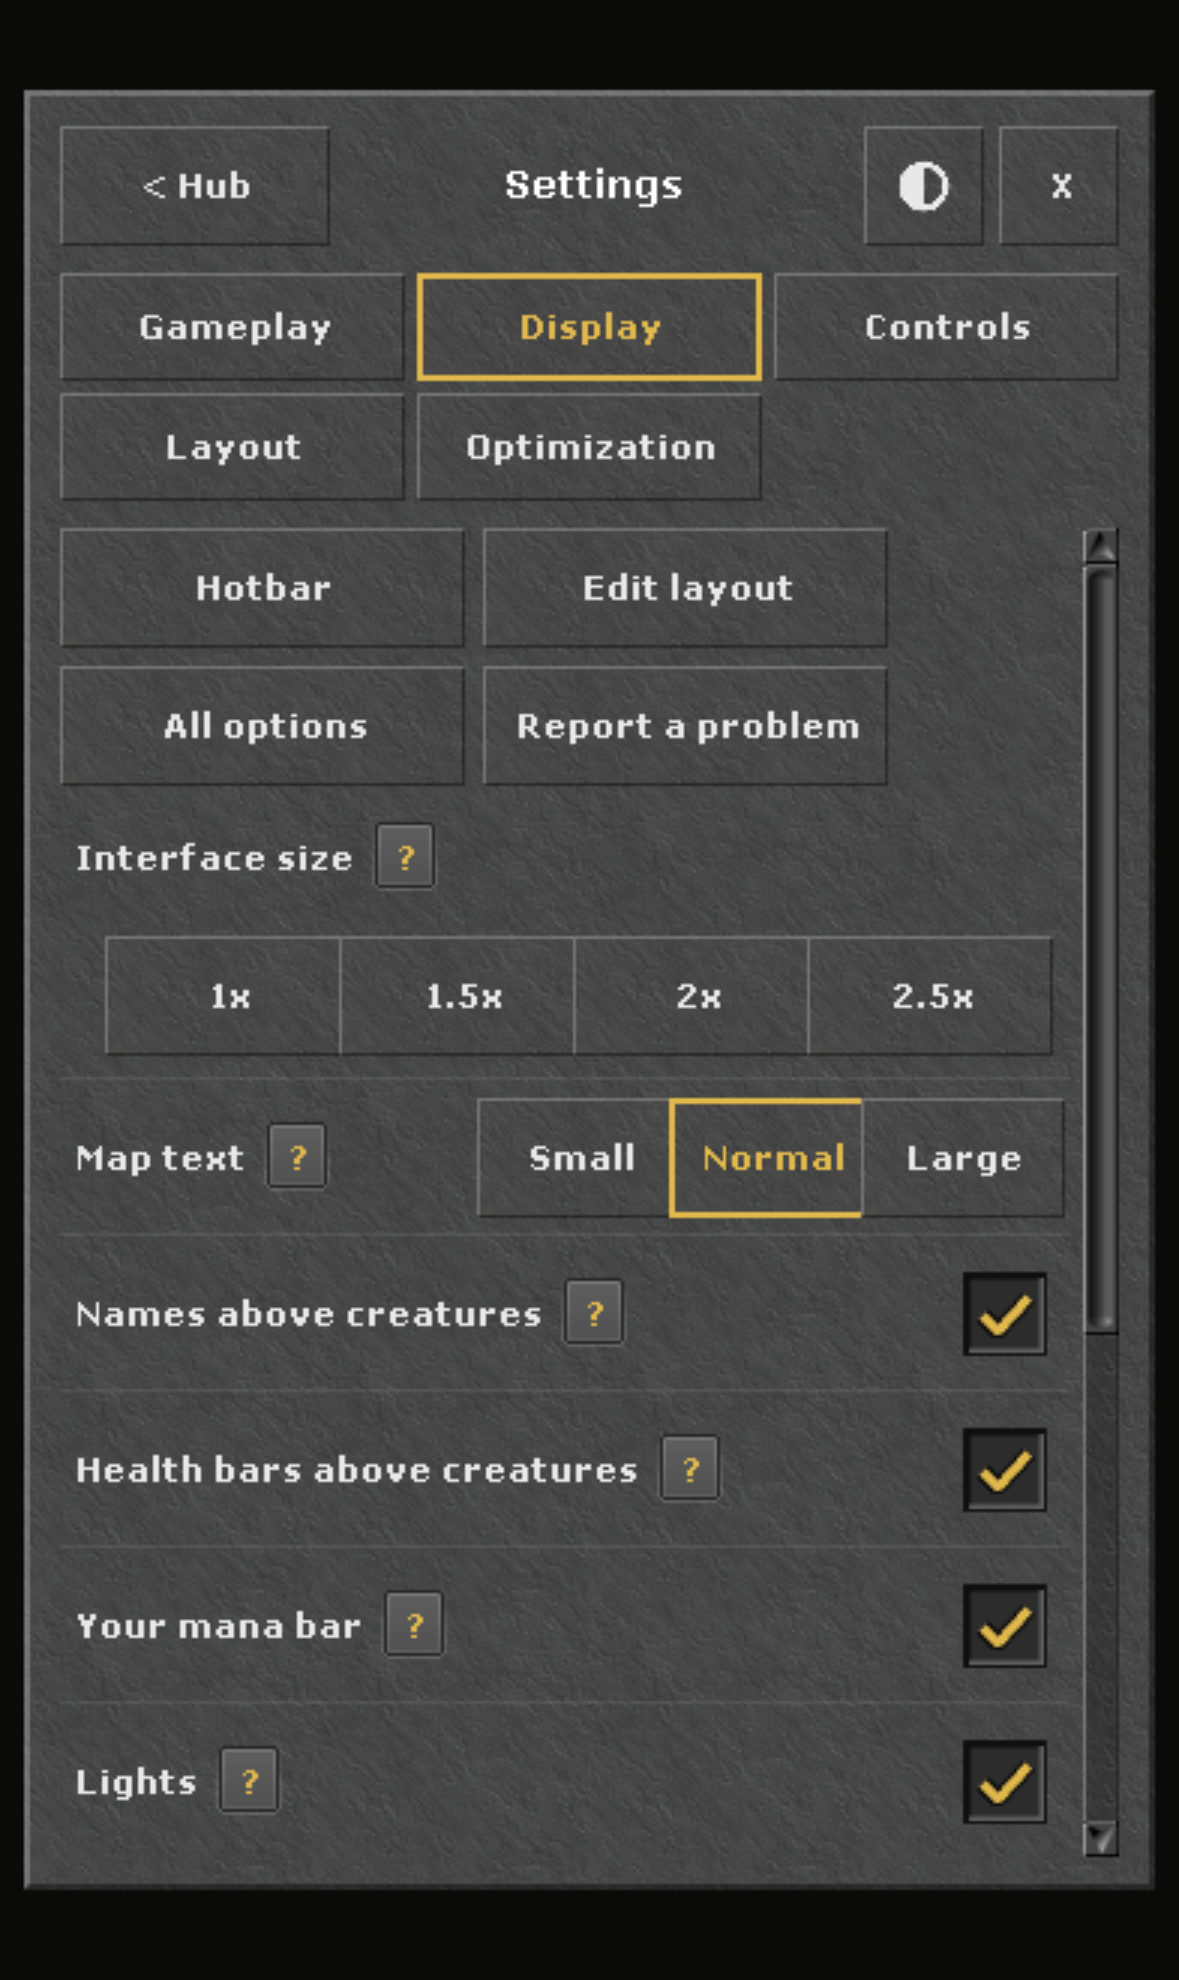 < Hub Settings X
Gameplay Display Controls
Layout Optimization
Hotbar Edit layout
All options Report a problem
Interface size ?
1x 1.5x 2x 2.5x
Map text ? Small Normal Large
Names above creatures ?
Health bars above creatures ?
Your mana bar ?
Lights ?